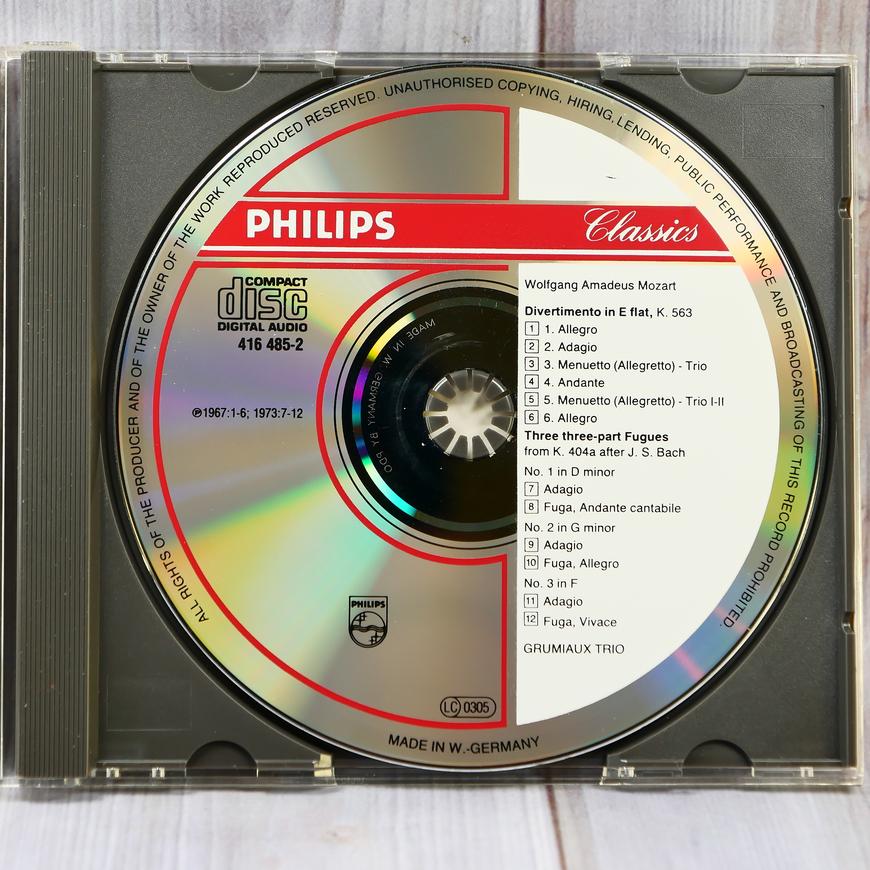 ALL RIGHTS OF THE PRODUCER AND OF THE OWNER OF THE WORK REPRODUCED RESERVED. UNAUTHORISED COPYING, HIRING, LENDING, PUBLIC PERFORMANCE AND BROADCASTING OF THIS RECORD PROHIBITED.
PHILIPS Classics
COMPACT
disc
DIGITAL AUDIO
416 485-2
℗1967:1-6; 1973:7-12
MADE IN W. GERMANY BY PDO
PHILIPS
LC 0305
Wolfgang Amadeus Mozart
Divertimento in E flat, K. 563
1 1. Allegro
2 2. Adagio
3 3. Menuetto (Allegretto) - Trio
4 4. Andante
5 5. Menuetto (Allegretto) - Trio I-II
6 6. Allegro
Three three-part Fugues
from K. 404a after J. S. Bach
No. 1 in D minor
7 Adagio
8 Fuga, Andante cantabile
No. 2 in G minor
9 Adagio
10 Fuga, Allegro
No. 3 in F
11 Adagio
12 Fuga, Vivace
GRUMIAUX TRIO
MADE IN W.-GERMANY